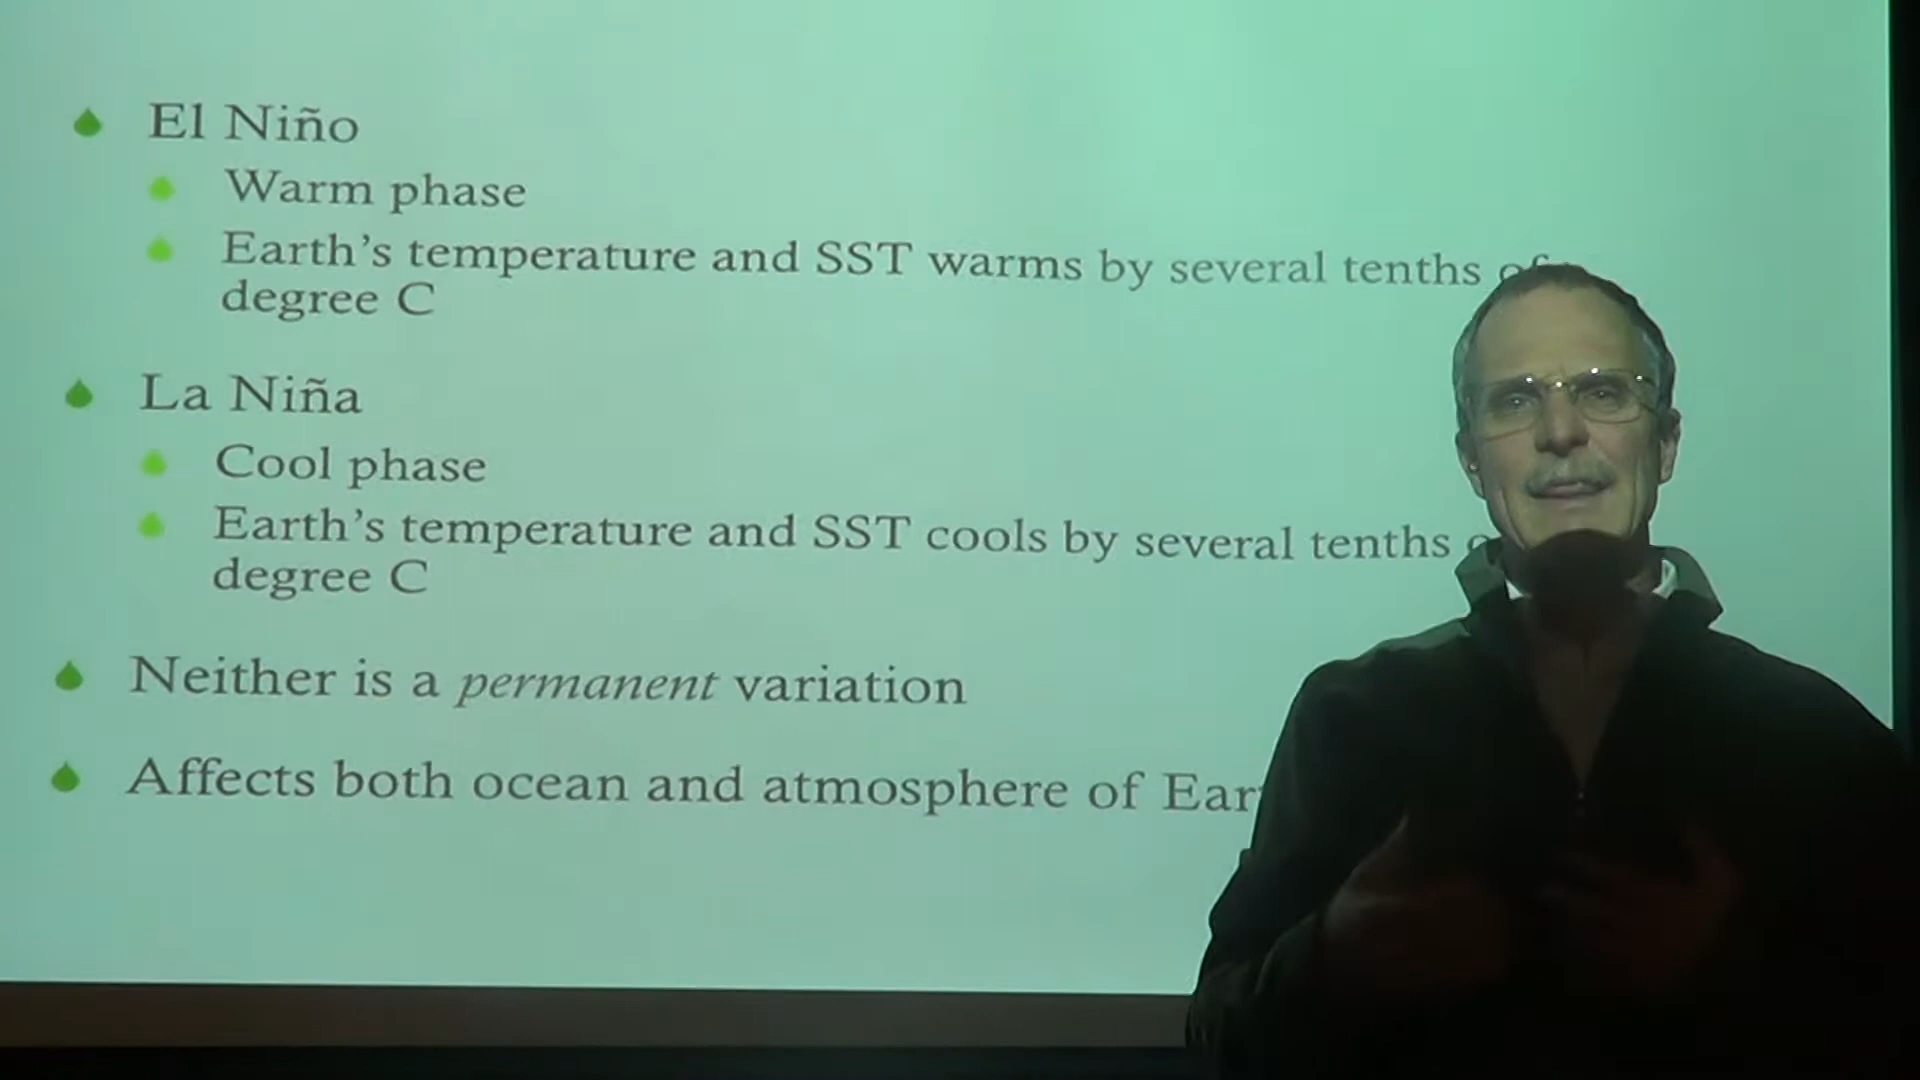 El Niño
Warm phase
Earth's temperature and SST warms by several tenths of
degree C
La Niña
Cool phase
Earth's temperature and SST cools by several tenths
degree C
Neither is a permanent variation
Affects both ocean and atmosphere of